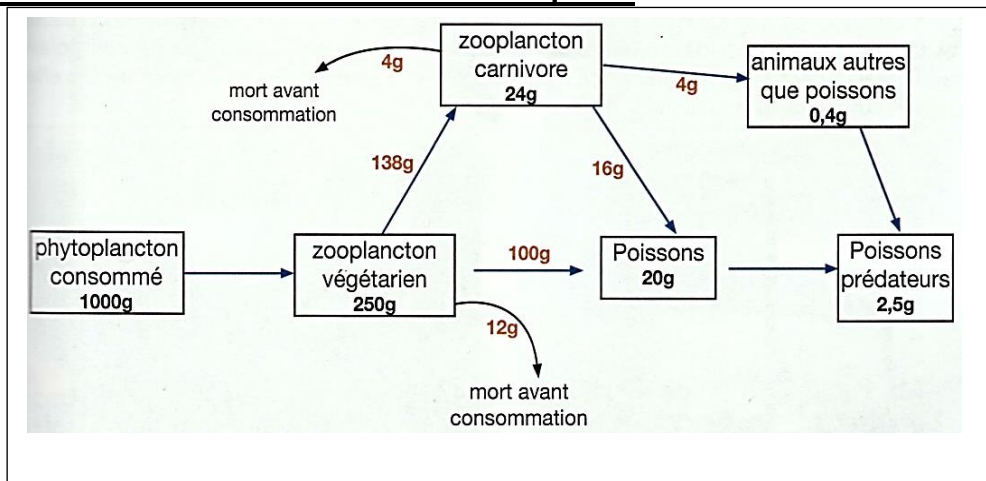 zooplancton
carnivore
24g
4g
mort avant
consommation
4g
animaux autres
que poissons
0,4g
138g
16g
phytoplancton
consommé
1000g
zooplancton
végétarien
250g
100g
Poissons
20g
Poissons
prédateurs
2,5g
12g
mort avant
consommation